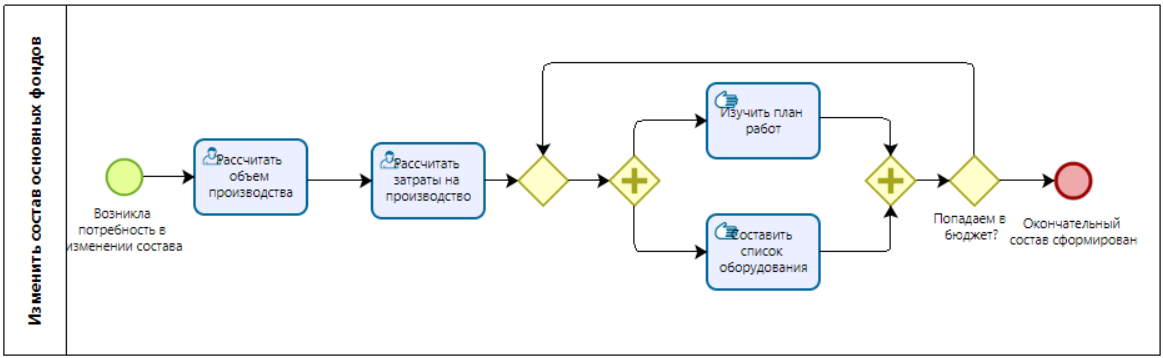 Изменить состав основных фондов
Возникла
потребность в
изменении состава
Рассчитать
объем
производства
Рассчитать
затраты на
производство
Изучить план
работ
Составить
список
оборудования
Попадаем в
бюджет?
Окончательный
состав сформирован